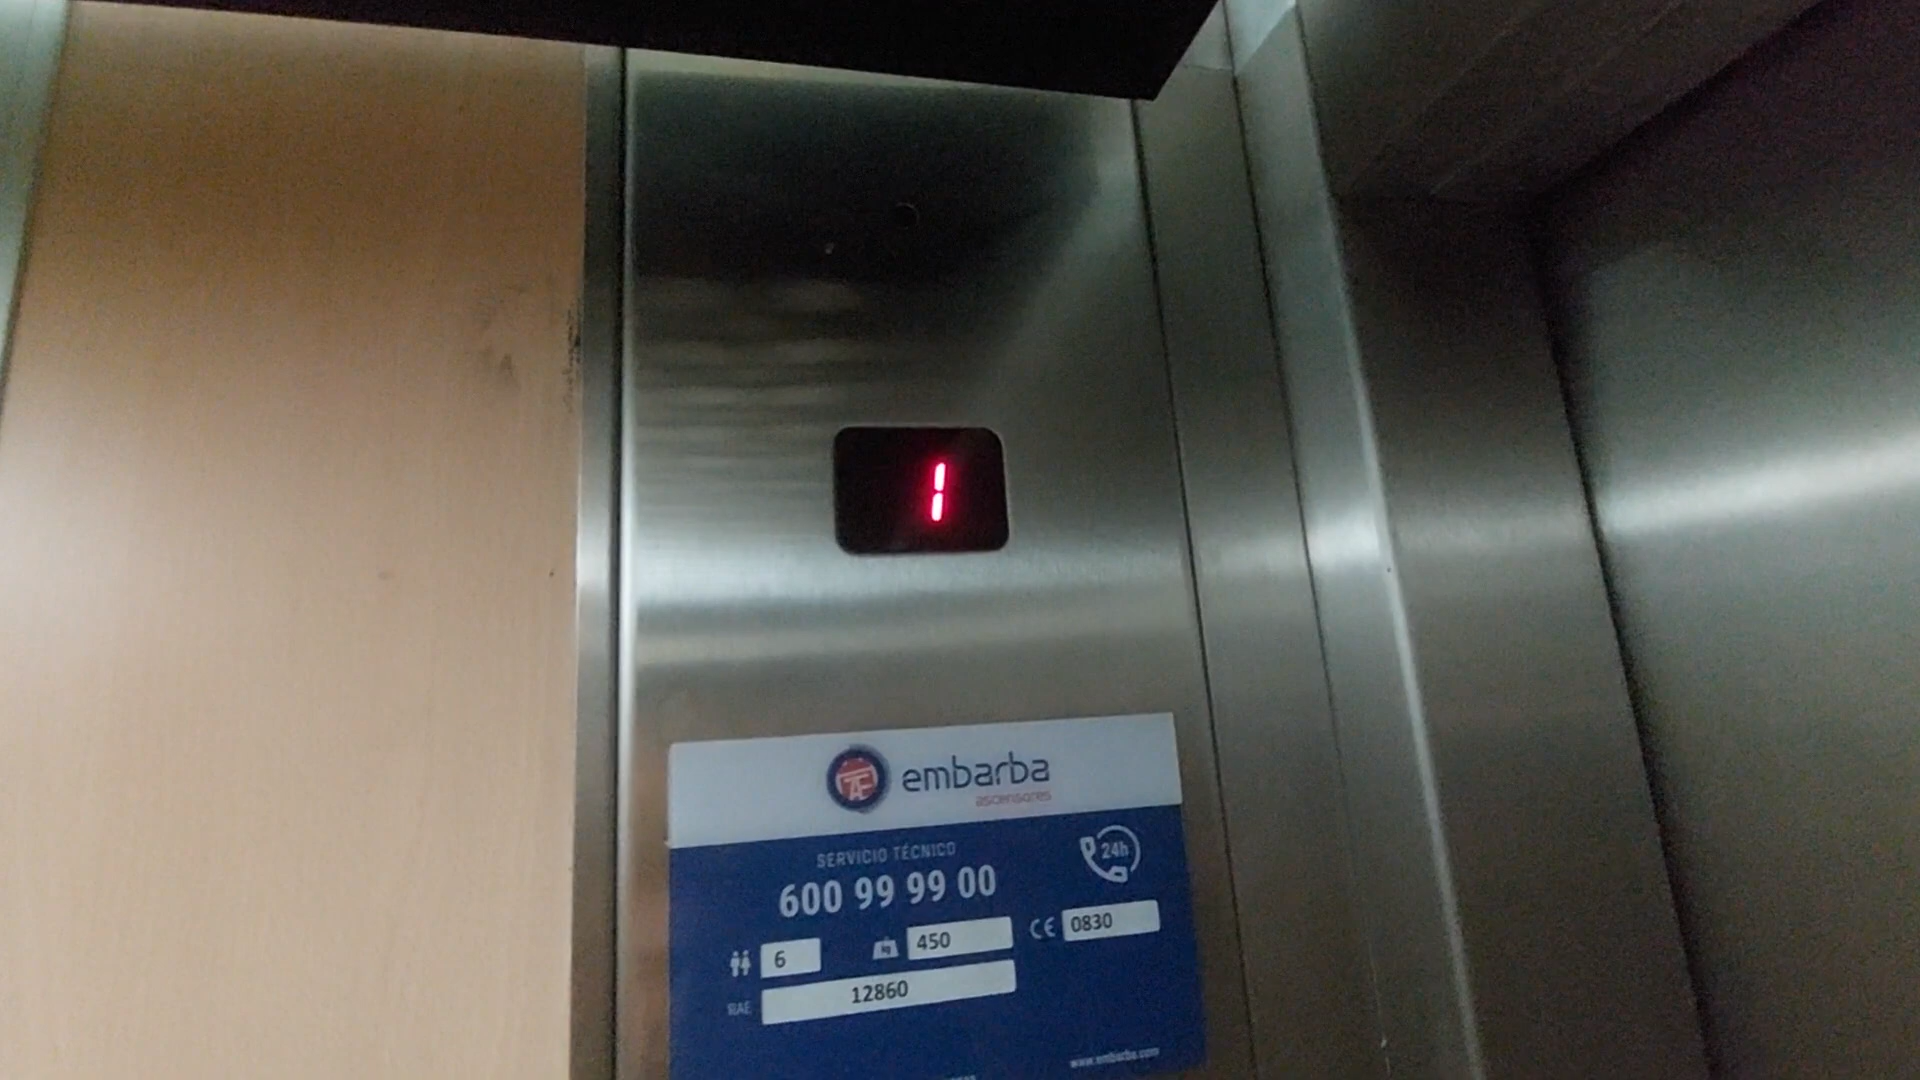 1
embarba
ascensores
SERVICIO TÉCNICO
24h
600 99 99 00
6 kg 450 CE 0830
RAE 12860
www.embarba.com